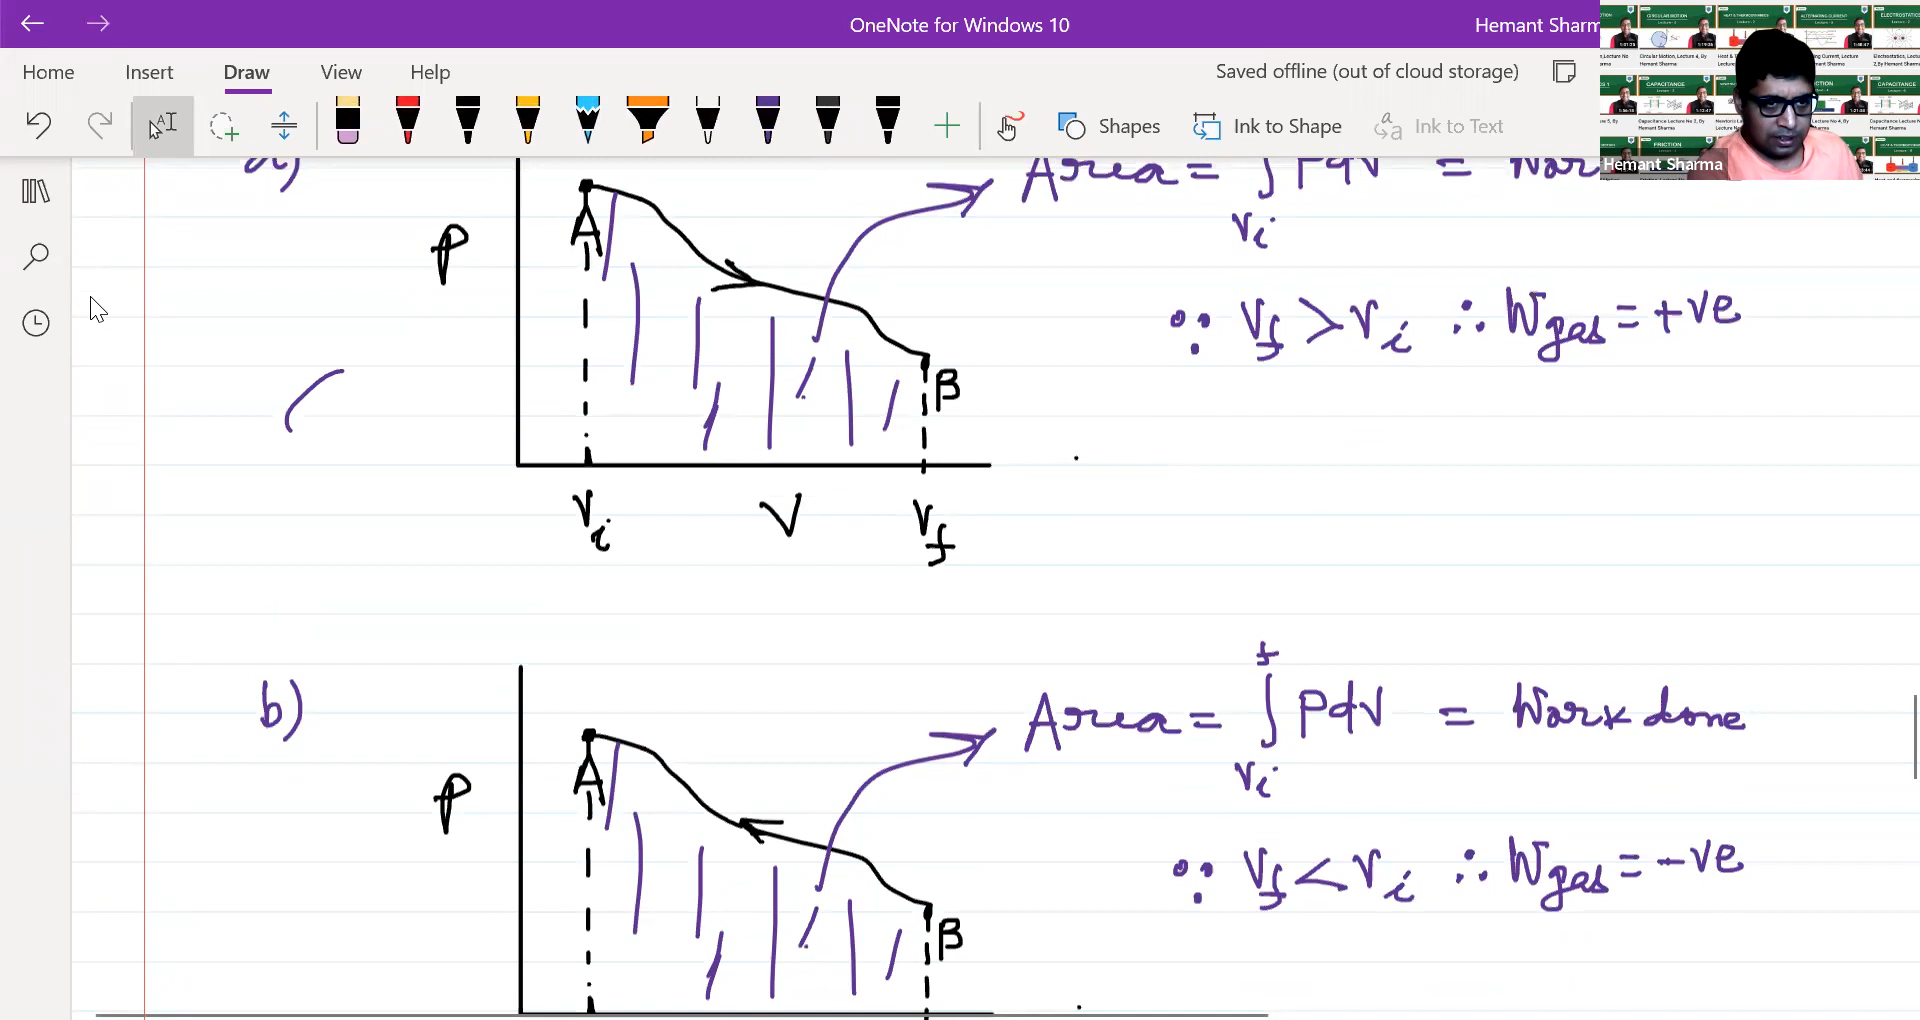 OneNote for Windows 10
Hemant Sharm
Home Insert Draw View Help
Saved offline (out of cloud storage)
Shapes Ink to Shape Ink to Text
Hemant Sharma
a)
Area = ∫ PdV = Wor
Vi
P
A
∵ Vf > Vi ∴ Wgas = +ve
B
Vi V Vf
b)
f
Area = ∫ PdV = Work done
Vi
P
A
∵ Vf < Vi ∴ Wgas = -ve
B